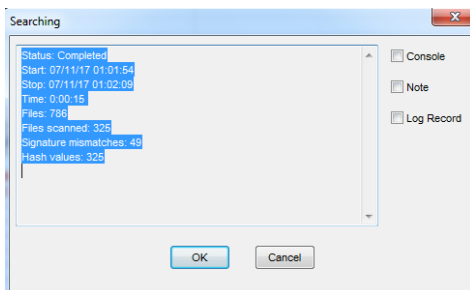 Searching
Status: Completed
Start: 07/11/17 01:01:54
Stop: 07/11/17 01:02:09
Time: 0:00:15
Files: 786
Files scanned: 325
Signature mismatches: 49
Hash values: 325
Console
Note
Log Record
OK
Cancel